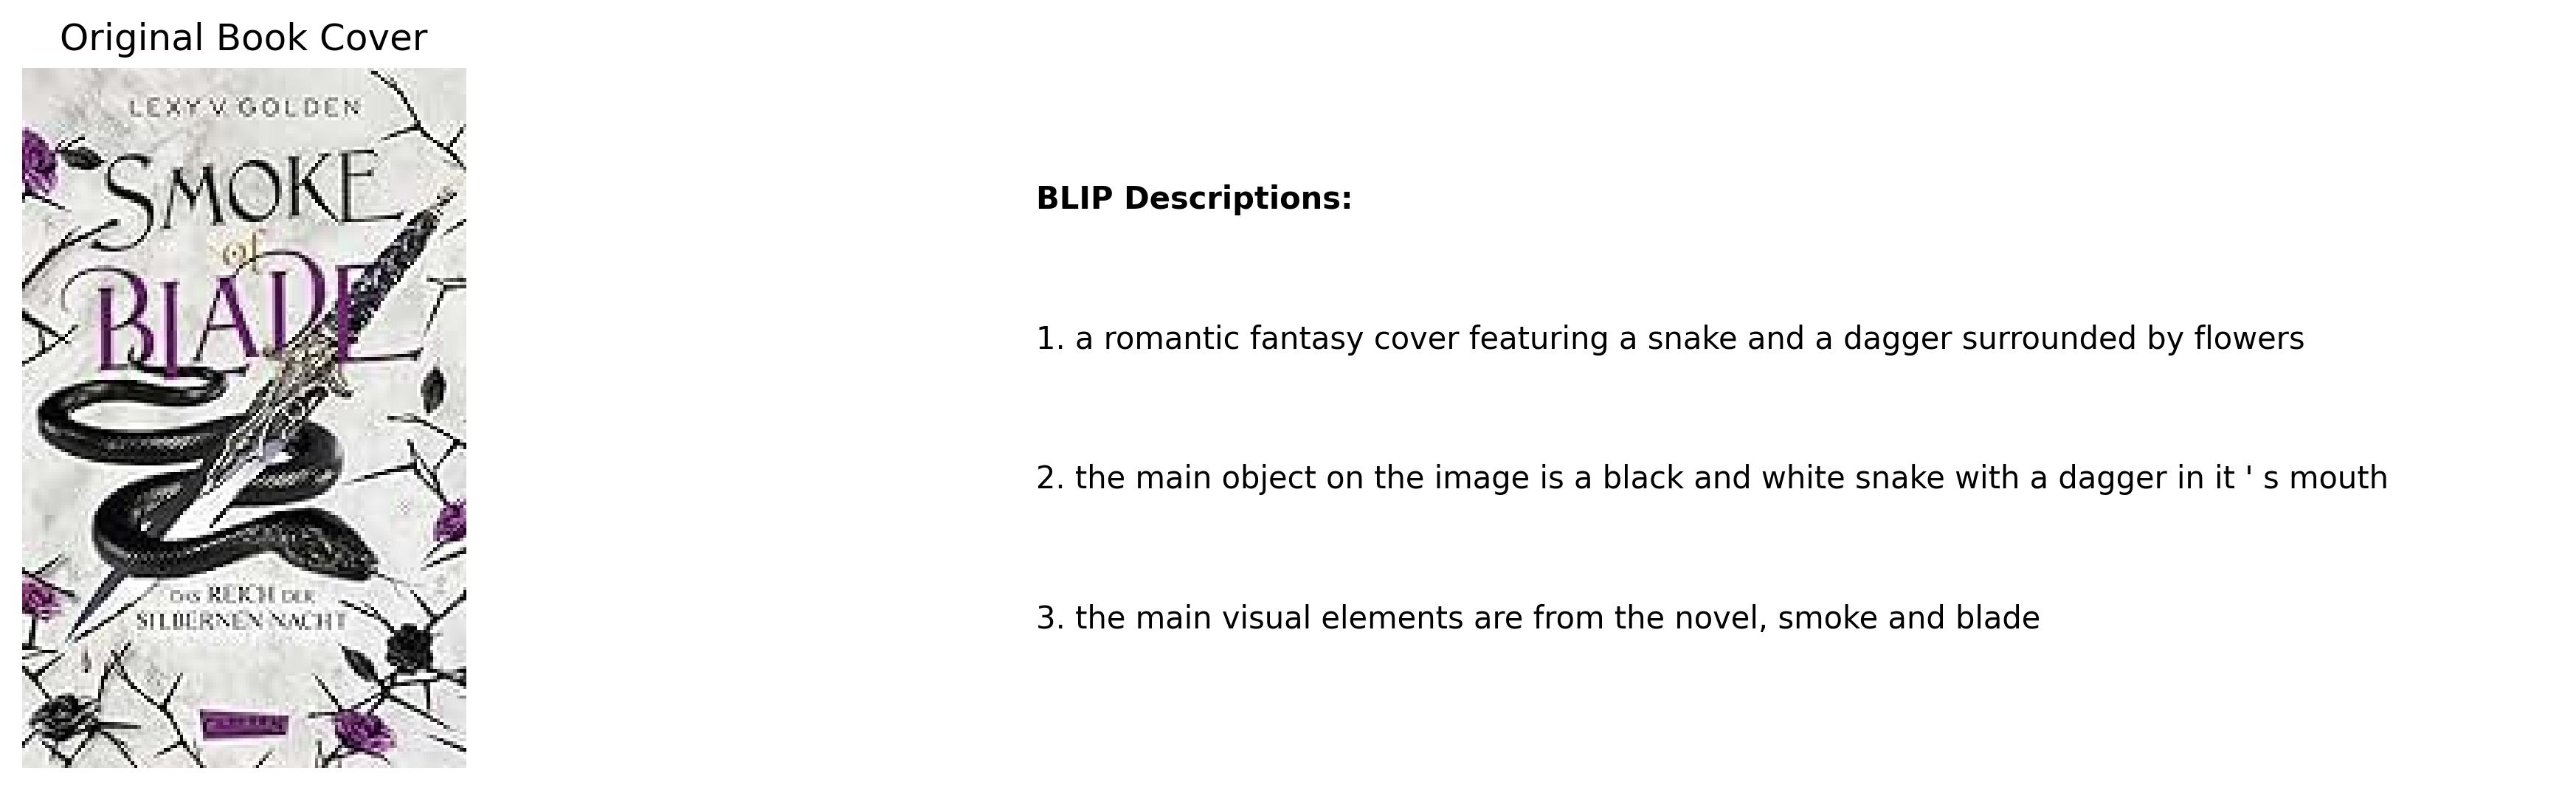 Original Book Cover
LEXY V. GOLDEN
SMOKE
of
BLADE
DAS REICH DER
SILBERNEN NACHT
BLIP Descriptions:
1. a romantic fantasy cover featuring a snake and a dagger surrounded by flowers
2. the main object on the image is a black and white snake with a dagger in it ' s mouth
3. the main visual elements are from the novel, smoke and blade